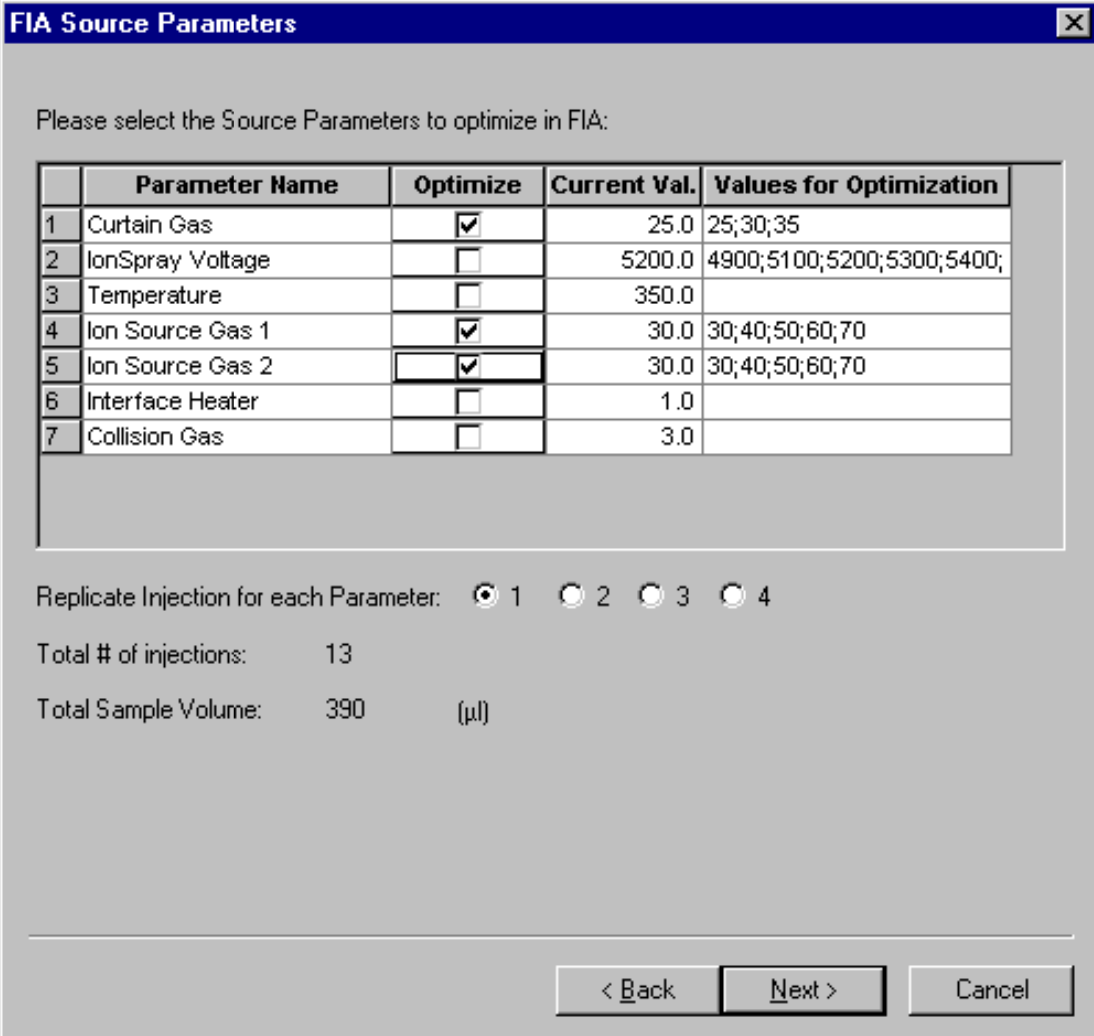 FIA Source Parameters
Please select the Source Parameters to optimize in FIA:
Parameter Name Optimize Current Val. Values for Optimization
1 Curtain Gas 25.0 25;30;35
2 IonSpray Voltage 5200.0 4900;5100;5200;5300;5400;
3 Temperature 350.0
4 Ion Source Gas 1 30.0 30;40;50;60;70
5 Ion Source Gas 2 30.0 30;40;50;60;70
6 Interface Heater 1.0
7 Collision Gas 3.0
Replicate Injection for each Parameter: 1 2 3 4
Total # of injections: 13
Total Sample Volume: 390 (µl)
< Back Next > Cancel